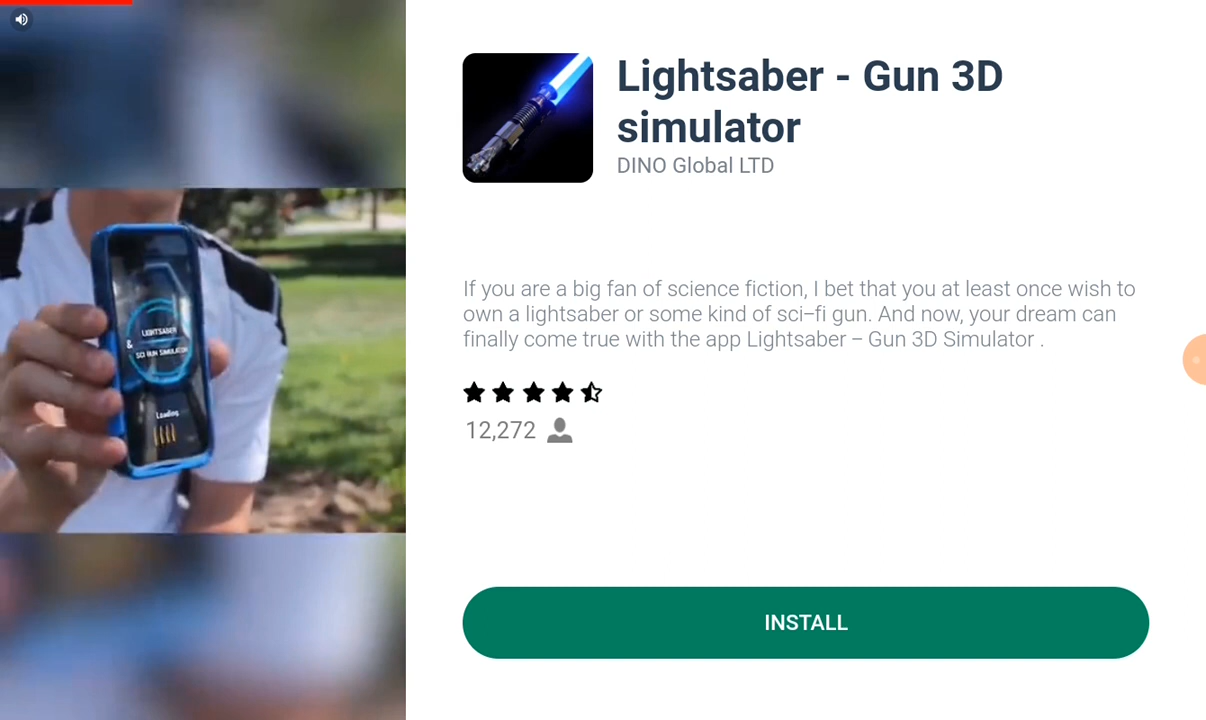 Lightsaber - Gun 3D
simulator
DINO Global LTD
If you are a big fan of science fiction, I bet that you at least once wish to
own a lightsaber or some kind of sci–fi gun. And now, your dream can
finally come true with the app Lightsaber – Gun 3D Simulator .
12,272
INSTALL
LIGHTSABER
&
SCI GUN SIMULATOR
Loading